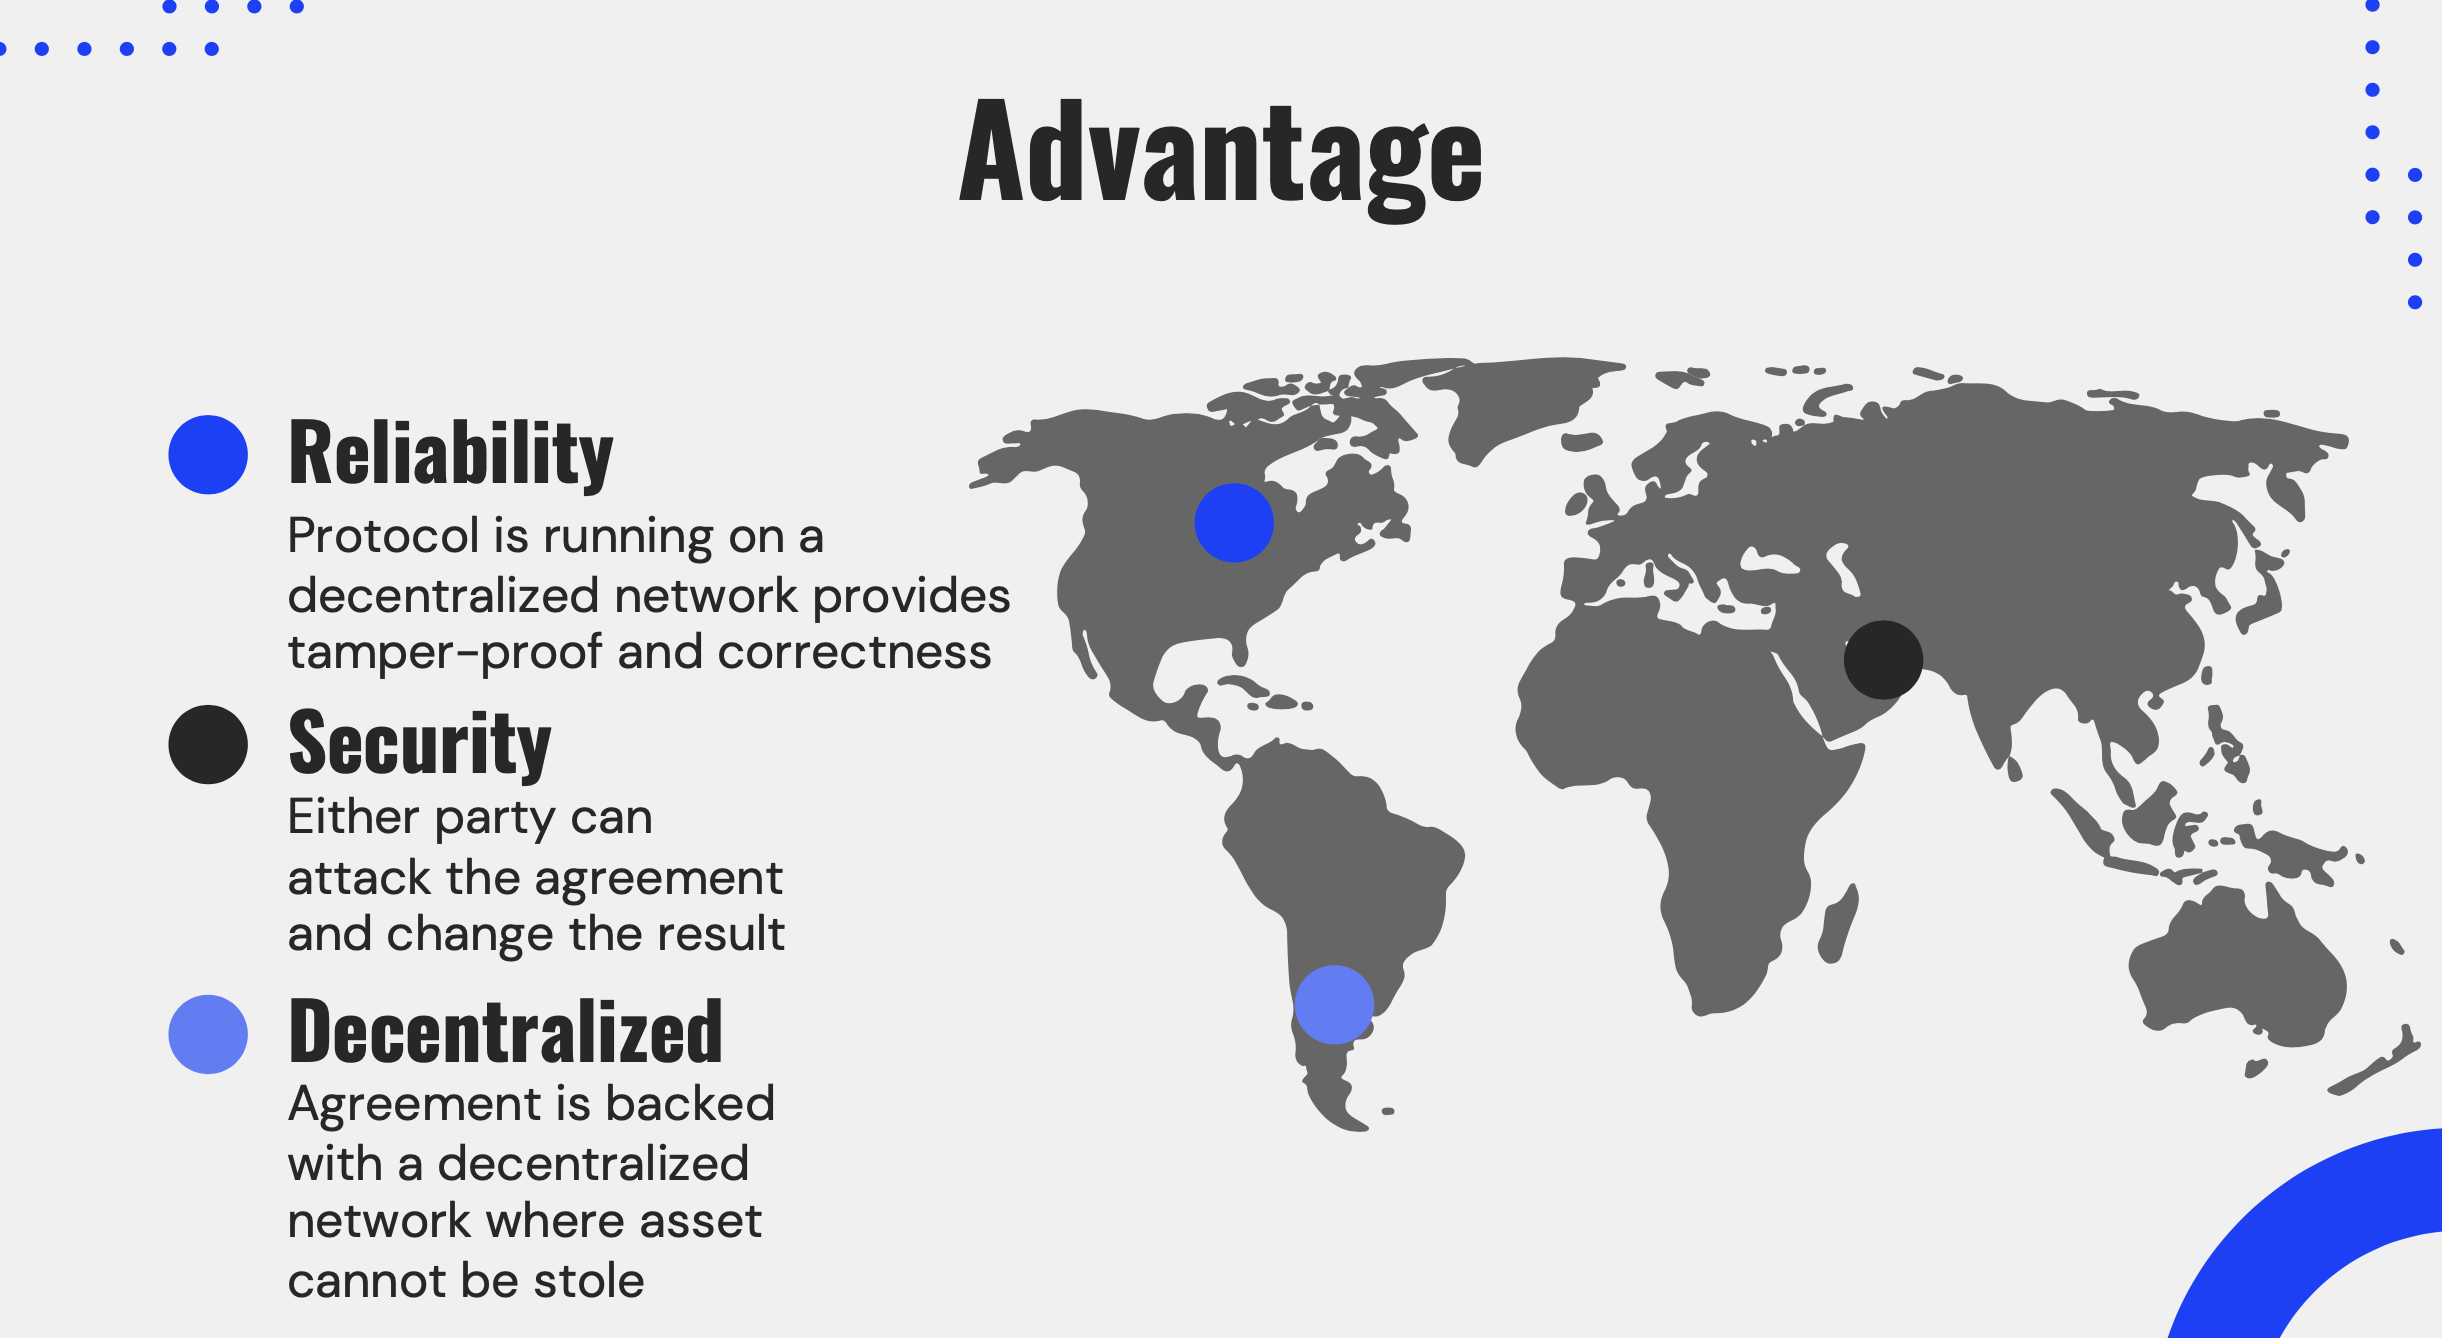 Advantage
Reliability
Protocol is running on a
decentralized network provides
tamper-proof and correctness
Security
Either party can
attack the agreement
and change the result
Decentralized
Agreement is backed
with a decentralized
network where asset
cannot be stole